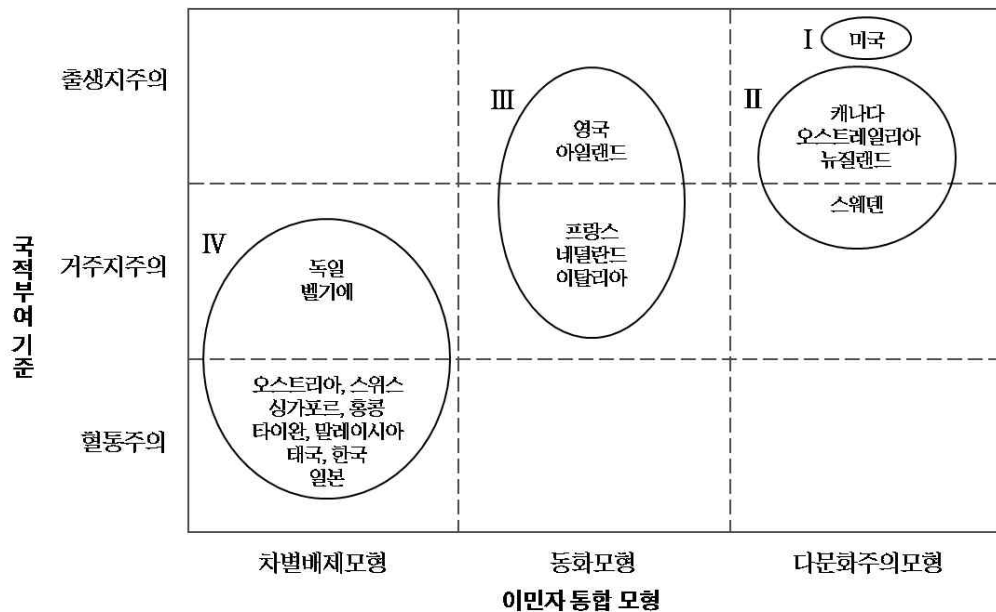 출생지주의
거주지주의
혈통주의
국적부여 기준
I
미국
II
캐나다
오스트레일리아
뉴질랜드
스웨덴
III
영국
아일랜드
프랑스
네덜란드
이탈리아
IV
독일
벨기에
오스트리아, 스위스
싱가포르, 홍콩
타이완, 말레이시아
태국, 한국
일본
차별배제모형
동화모형
다문화주의모형
이민자 통합 모형